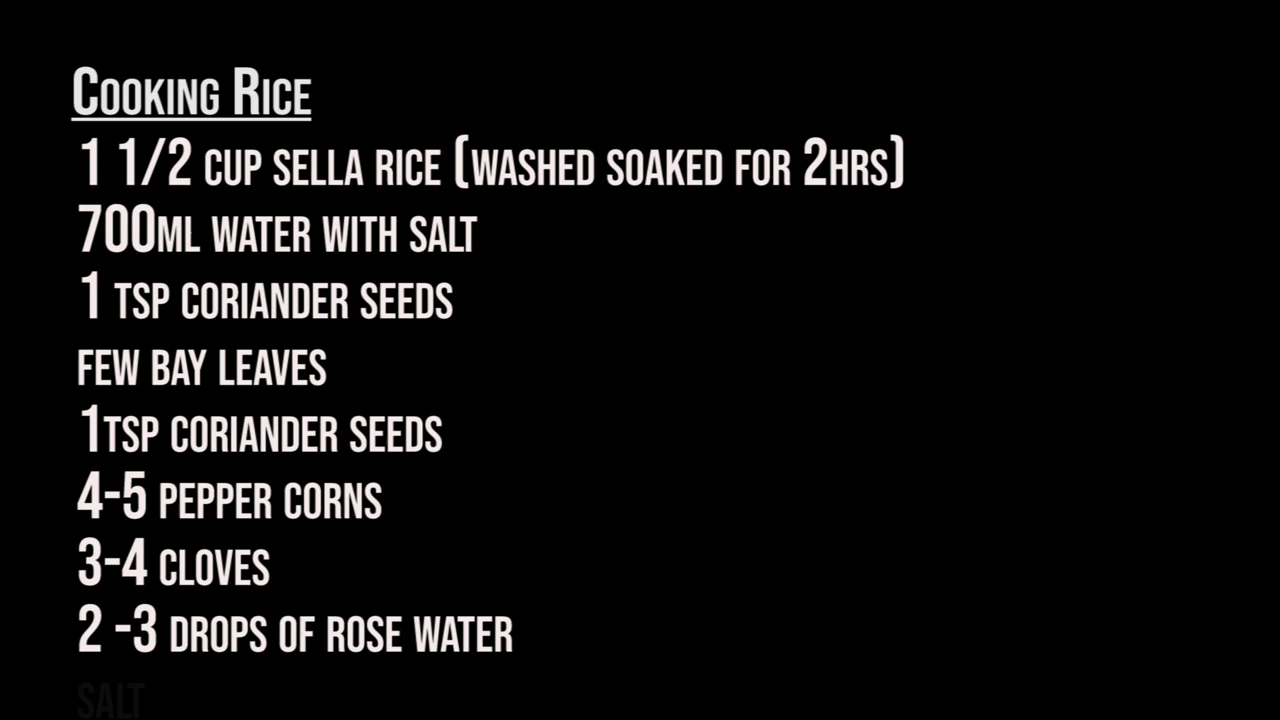 Cooking Rice
1 1/2 cup sella rice (washed soaked for 2hrs)
700ml water with salt
1 tsp coriander seeds
few bay leaves
1tsp coriander seeds
4-5 pepper corns
3-4 cloves
2 -3 drops of rose water
salt